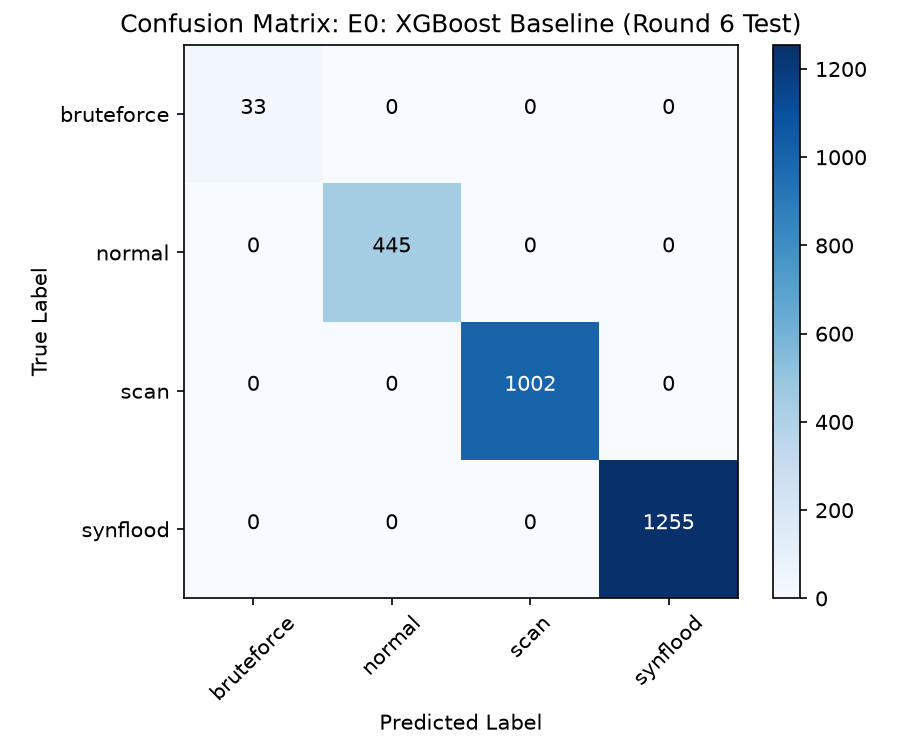 Confusion Matrix: E0: XGBoost Baseline (Round 6 Test)
bruteforce 33 0 0 0
normal 0 445 0 0
scan 0 0 1002 0
synflood 0 0 0 1255
bruteforce normal scan synflood
Predicted Label
True Label
1200
1000
800
600
400
200
0